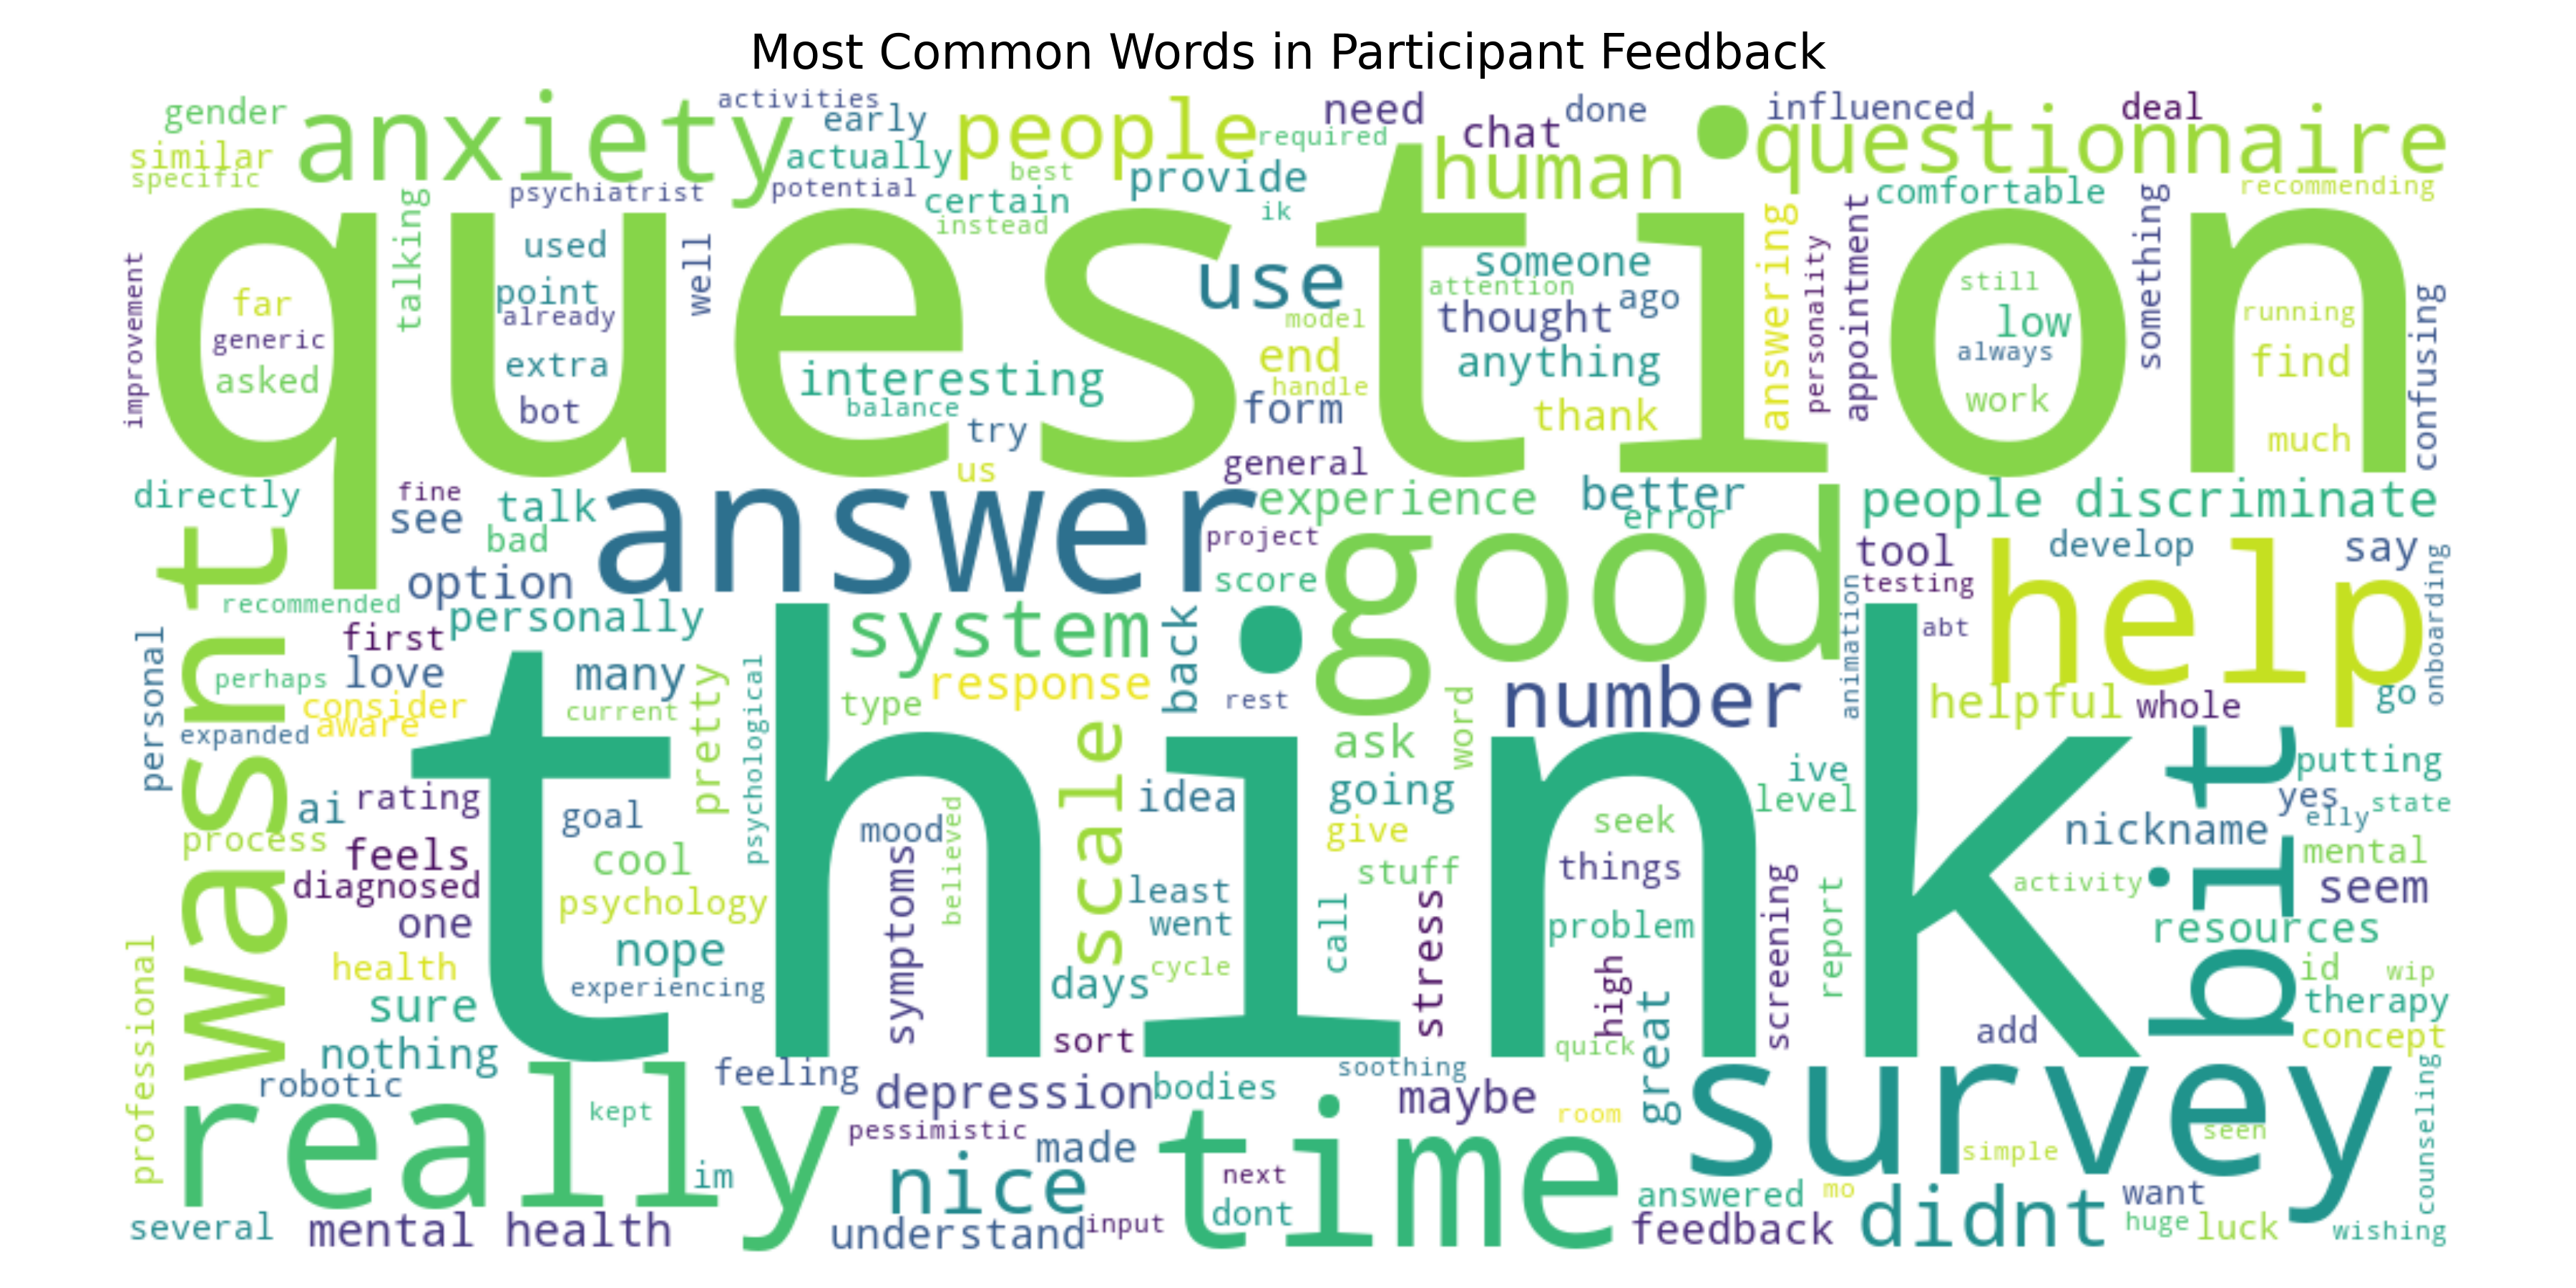 Most Common Words in Participant Feedback
gender
anxiety
activities
early
people
need
chat
done
influenced
deal
similar
specific
actually
required
human
questionnaire
psychiatrist
potential
best
provide
certain
instead
ik
comfortable
recommending
question
talking
used
well
use
someone
attention
ago
answering
personality
appointment
something
still
improvement
far
point
already
model
thought
low
running
confusing
generic
extra
interesting
end
anything
always
find
asked
bot
balance
handle
form
thank
work
try
us
general
much
directly
fine
see
talk
bad
answer
experience
better
error
people discriminate
wasnt
option
project
good
tool
develop
say
testing
help
onboarding
recommended
personally
score
system
back
animation
abt
first
personal
perhaps
love
many
pretty
psychological
think
consider
aware
current
type
response
rest
word
number
helpful
whole
go
expanded
ask
bit
ai
rating
goal
scale
idea
going
ive
level
putting
yes
state
elly
nickname
process
mood
believed
give
seek
mental
feels
cool
symptoms
stuff
things
activity
seem
diagnosed
psychology
least
went
call
stress
problem
screening
report
resources
one
nope
professional
health
experiencing
days
cycle
high
great
id
wip
sure
therapy
nothing
sort
quick
add
concept
robotic
feeling
soothing
depression
bodies
maybe
room
survey
counseling
really
kept
pessimistic
made
time
simple
seen
im
nice
next
answered
mo
want
several
mental health
understand
input
dont
feedback
didnt
huge
luck
wishing